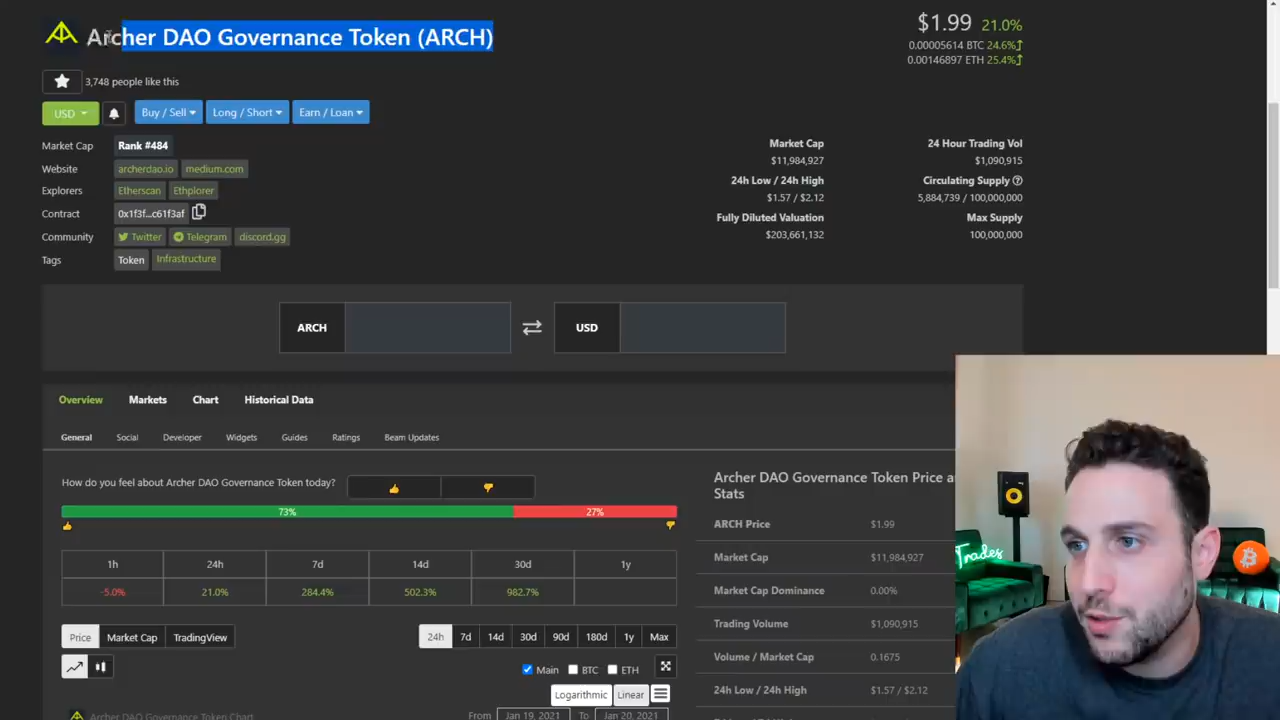 Archer DAO Governance Token (ARCH)
$1.99 21.0%
0.00005614 BTC 24.6%
0.00146897 ETH 25.4%
3,748 people like this
USD
Buy / Sell
Long / Short
Earn / Loan
Market Cap Rank #484
Website archerdao.io medium.com
Explorers Etherscan Ethplorer
Contract 0x1f3f...c61f3af
Community Twitter Telegram discord.gg
Tags Token Infrastructure
Market Cap
$11,984,927
24 Hour Trading Vol
$1,090,915
24h Low / 24h High
$1.57 / $2.12
Circulating Supply
5,884,739 / 100,000,000
Fully Diluted Valuation
$203,661,132
Max Supply
100,000,000
ARCH
USD
Overview Markets Chart Historical Data
General Social Developer Widgets Guides Ratings Beam Updates
How do you feel about Archer DAO Governance Token today?
73% 27%
1h 24h 7d 14d 30d 1y
-5.0% 21.0% 284.4% 502.3% 982.7%
Price Market Cap TradingView
24h 7d 14d 30d 90d 180d 1y Max
Main BTC ETH
Logarithmic Linear
Archer DAO Governance Token Chart
From Jan 19, 2021 To Jan 20, 2021
Archer DAO Governance Token Price a
Stats
ARCH Price $1.99
Market Cap $11,984,927
Market Cap Dominance 0.00%
Trading Volume $1,090,915
Volume / Market Cap 0.1675
24h Low / 24h High $1.57 / $2.12
Trades